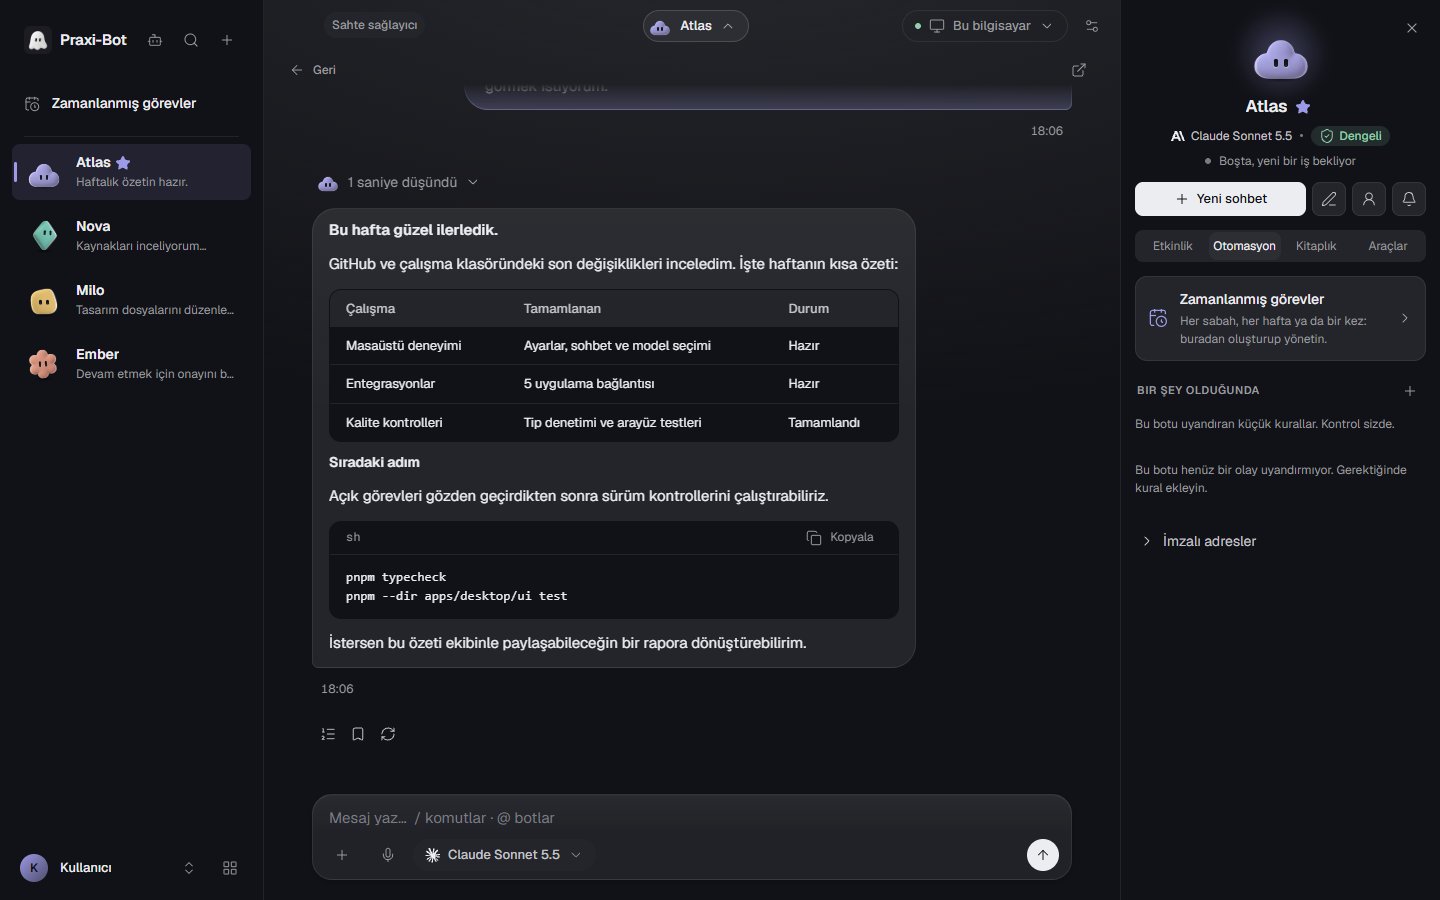 Praxi-Bot
Zamanlanmış görevler
Atlas
Haftalık özetin hazır.
Nova
Kaynakları inceliyorum...
Milo
Tasarım dosyalarını düzenle...
Ember
Devam etmek için onayını b...
K
Kullanıcı
Sahte sağlayıcı
Atlas
Bu bilgisayar
Geri
görmek istiyorum.
18:06
1 saniye düşündü
Bu hafta güzel ilerledik.
GitHub ve çalışma klasöründeki son değişiklikleri inceledim. İşte haftanın kısa özeti:
Çalışma Tamamlanan Durum
Masaüstü deneyimi Ayarlar, sohbet ve model seçimi Hazır
Entegrasyonlar 5 uygulama bağlantısı Hazır
Kalite kontrolleri Tip denetimi ve arayüz testleri Tamamlandı
Sıradaki adım
Açık görevleri gözden geçirdikten sonra sürüm kontrollerini çalıştırabiliriz.
sh Kopyala
pnpm typecheck
pnpm --dir apps/desktop/ui test
İstersen bu özeti ekibinle paylaşabileceğin bir rapora dönüştürebilirim.
18:06
Mesaj yaz... / komutlar · @ botlar
Claude Sonnet 5.5
Atlas
Claude Sonnet 5.5 • Dengeli
Boşta, yeni bir iş bekliyor
Yeni sohbet
Etkinlik Otomasyon Kitaplık Araçlar
Zamanlanmış görevler
Her sabah, her hafta ya da bir kez:
buradan oluşturup yönetin.
BIR ŞEY OLDUĞUNDA
Bu botu uyandıran küçük kurallar. Kontrol sizde.
Bu botu henüz bir olay uyandırmıyor. Gerektiğinde
kural ekleyin.
İmzalı adresler